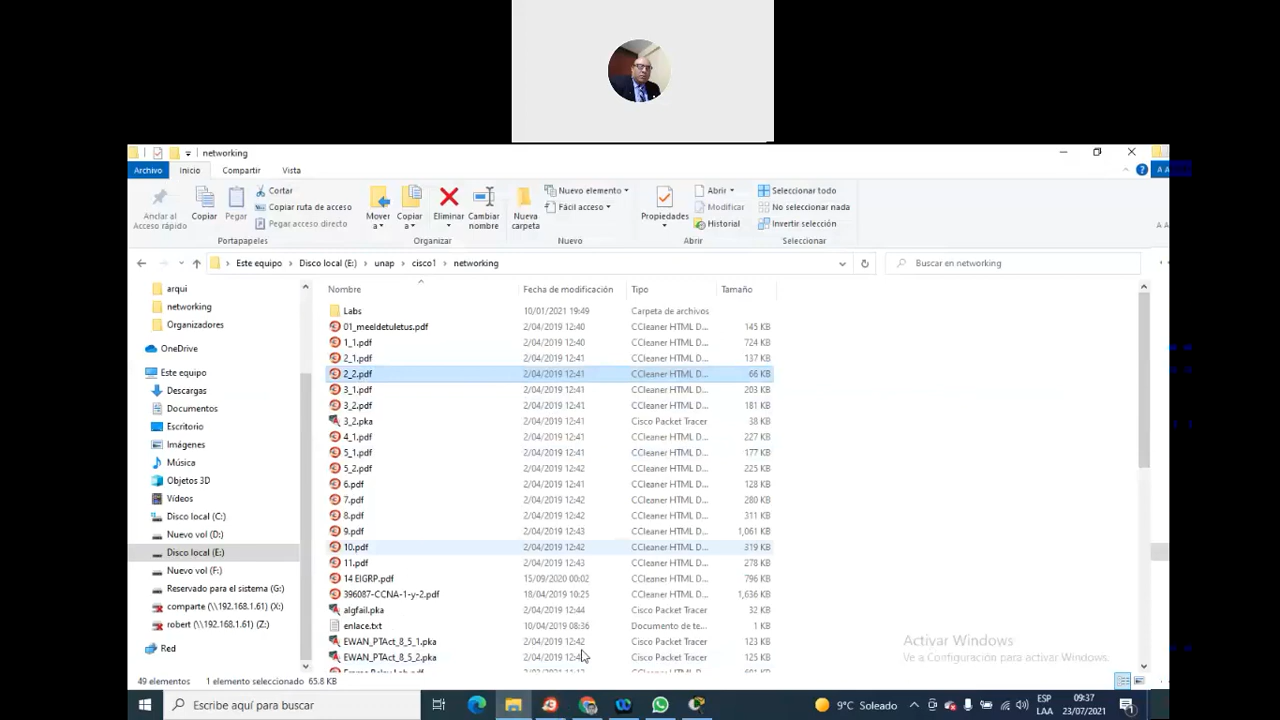 networking
Archivo Inicio Compartir Vista
Anclar al Acceso rápido
Copiar
Pegar
Cortar
Copiar ruta de acceso
Pegar acceso directo
Portapapeles
Mover a
Copiar a
Eliminar
Cambiar nombre
Organizar
Nueva carpeta
Nuevo elemento
Fácil acceso
Nuevo
Propiedades
Abrir
Modificar
Historial
Abrir
Seleccionar todo
No seleccionar nada
Invertir selección
Seleccionar
Este equipo > Disco local (E:) > unap > cisco1 > networking
Buscar en networking
arqui
networking
Organizadores
OneDrive
Este equipo
Descargas
Documentos
Escritorio
Imágenes
Música
Objetos 3D
Vídeos
Disco local (C:)
Nuevo vol (D:)
Disco local (E:)
Nuevo vol (F:)
Reservado para el sistema (G:)
comparte (\\192.168.1.61) (X:)
robert (\\192.168.1.61) (Z:)
Red
Nombre Fecha de modificación Tipo Tamaño
Labs 10/01/2021 19:49 Carpeta de archivos
01_meeldetuletus.pdf 2/04/2019 12:40 CCleaner HTML D... 145 KB
1_1.pdf 2/04/2019 12:40 CCleaner HTML D... 724 KB
2_1.pdf 2/04/2019 12:41 CCleaner HTML D... 137 KB
2_2.pdf 2/04/2019 12:41 CCleaner HTML D... 66 KB
3_1.pdf 2/04/2019 12:41 CCleaner HTML D... 203 KB
3_2.pdf 2/04/2019 12:41 CCleaner HTML D... 181 KB
3_2.pka 2/04/2019 12:41 Cisco Packet Tracer 38 KB
4_1.pdf 2/04/2019 12:41 CCleaner HTML D... 227 KB
5_1.pdf 2/04/2019 12:41 CCleaner HTML D... 177 KB
5_2.pdf 2/04/2019 12:42 CCleaner HTML D... 225 KB
6.pdf 2/04/2019 12:41 CCleaner HTML D... 128 KB
7.pdf 2/04/2019 12:42 CCleaner HTML D... 280 KB
8.pdf 2/04/2019 12:42 CCleaner HTML D... 311 KB
9.pdf 2/04/2019 12:43 CCleaner HTML D... 1,061 KB
10.pdf 2/04/2019 12:42 CCleaner HTML D... 319 KB
11.pdf 2/04/2019 12:43 CCleaner HTML D... 278 KB
14 EIGRP.pdf 15/09/2020 00:02 CCleaner HTML D... 796 KB
396087-CCNA-1-y-2.pdf 18/04/2019 10:25 CCleaner HTML D... 1,636 KB
algfail.pka 2/04/2019 12:44 Cisco Packet Tracer 32 KB
enlace.txt 10/04/2019 08:36 Documento de te... 1 KB
EWAN_PTAct_8_5_1.pka 2/04/2019 12:42 Cisco Packet Tracer 123 KB
EWAN_PTAct_8_5_2.pka 2/04/2019 Cisco Packet Tracer 125 KB
Activar Windows
Ve a Configuración para activar Windows.
49 elementos 1 elemento seleccionado 65.8 KB
Escribe aquí para buscar
9°C Soleado
ESP
LAA
09:37
23/07/2021